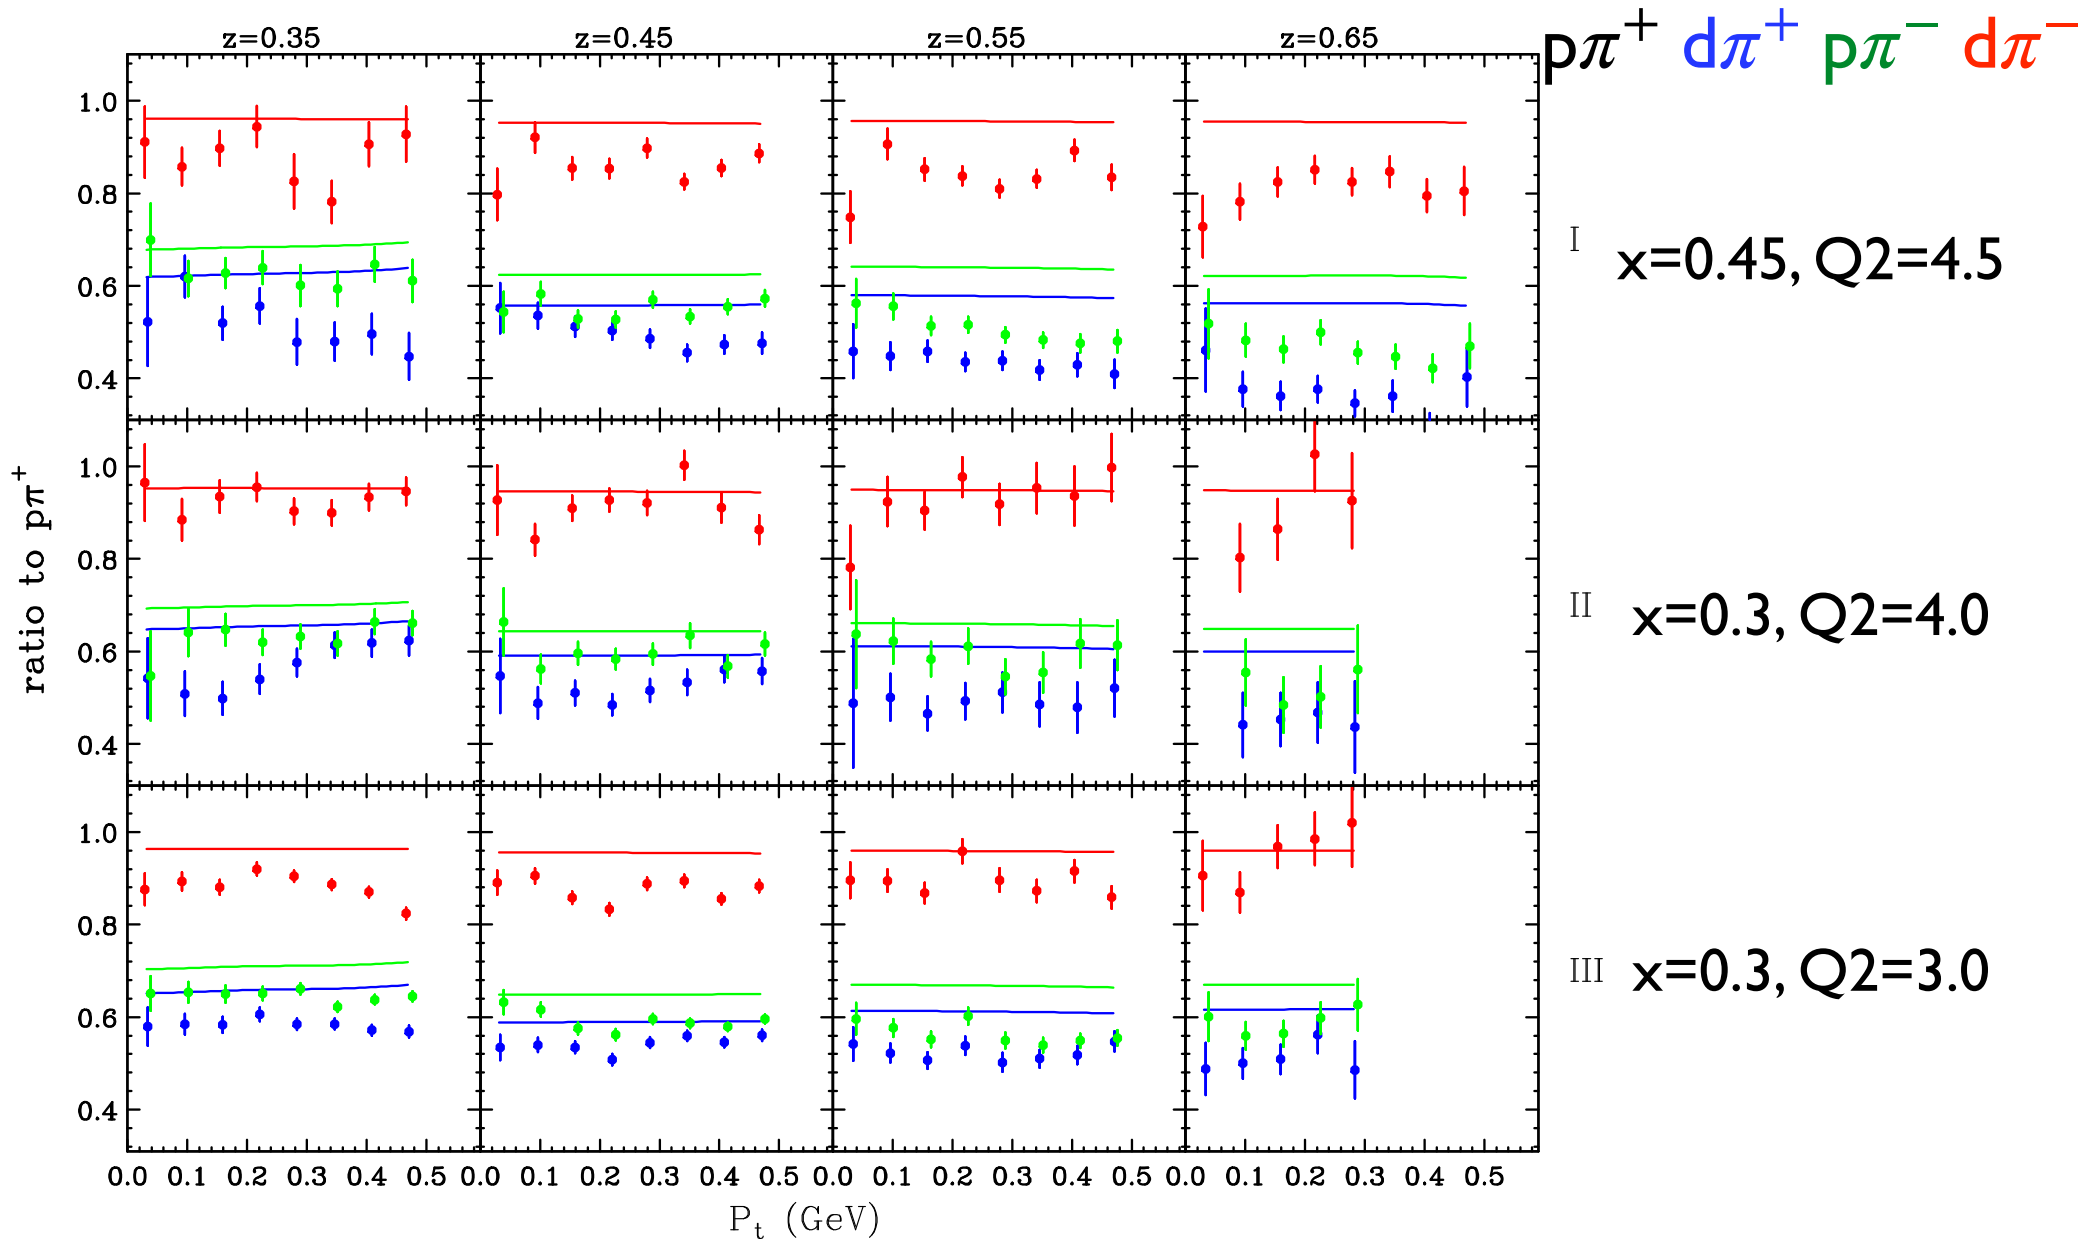 z=0.35 z=0.45 z=0.55 z=0.65
pπ⁺ dπ⁺ pπ⁻ dπ⁻
1.0
0.8
0.6
0.4
I x=0.45, Q2=4.5
ratio to pπ⁺
1.0
0.8
0.6
0.4
II x=0.3, Q2=4.0
1.0
0.8
0.6
0.4
III x=0.3, Q2=3.0
0.0 0.1 0.2 0.3 0.4 0.5 0.0 0.1 0.2 0.3 0.4 0.5 0.0 0.1 0.2 0.3 0.4 0.5 0.0 0.1 0.2 0.3 0.4 0.5
Pₜ (GeV)